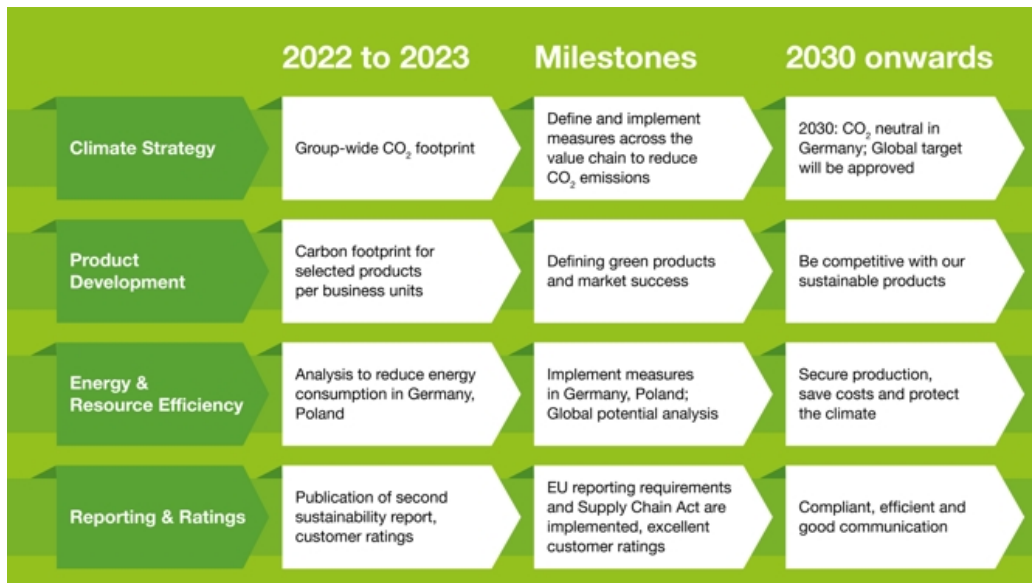 2022 to 2023
Milestones
2030 onwards
Climate Strategy
Group-wide CO₂ footprint
Define and implement
measures across the
value chain to reduce
CO₂ emissions
2030: CO₂ neutral in
Germany; Global target
will be approved
Product
Development
Carbon footprint for
selected products
per business units
Defining green products
and market success
Be competitive with our
sustainable products
Energy &
Resource Efficiency
Analysis to reduce energy
consumption in Germany,
Poland
Implement measures
in Germany, Poland;
Global potential analysis
Secure production,
save costs and protect
the climate
Reporting & Ratings
Publication of second
sustainability report,
customer ratings
EU reporting requirements
and Supply Chain Act are
implemented, excellent
customer ratings
Compliant, efficient and
good communication